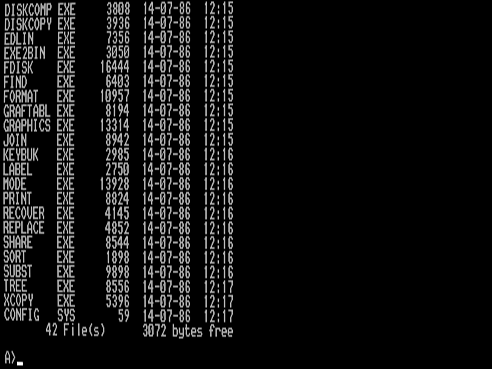 DISKCOMP EXE 3808 14-07-86 12:15
DISKCOPY EXE 3936 14-07-86 12:15
EDLIN EXE 7356 14-07-86 12:15
EXE2BIN EXE 3050 14-07-86 12:15
FDISK EXE 16444 14-07-86 12:15
FIND EXE 6403 14-07-86 12:15
FORMAT EXE 10957 14-07-86 12:15
GRAFTABL EXE 8194 14-07-86 12:15
GRAPHICS EXE 13314 14-07-86 12:15
JOIN EXE 8942 14-07-86 12:15
KEYBUK EXE 2985 14-07-86 12:16
LABEL EXE 2750 14-07-86 12:16
MODE EXE 13928 14-07-86 12:16
PRINT EXE 8824 14-07-86 12:16
RECOVER EXE 4145 14-07-86 12:16
REPLACE EXE 4852 14-07-86 12:16
SHARE EXE 8544 14-07-86 12:16
SORT EXE 1898 14-07-86 12:16
SUBST EXE 9898 14-07-86 12:16
TREE EXE 8556 14-07-86 12:17
XCOPY EXE 5396 14-07-86 12:17
CONFIG SYS 59 14-07-86 12:17
42 File(s) 3072 bytes free
A>_